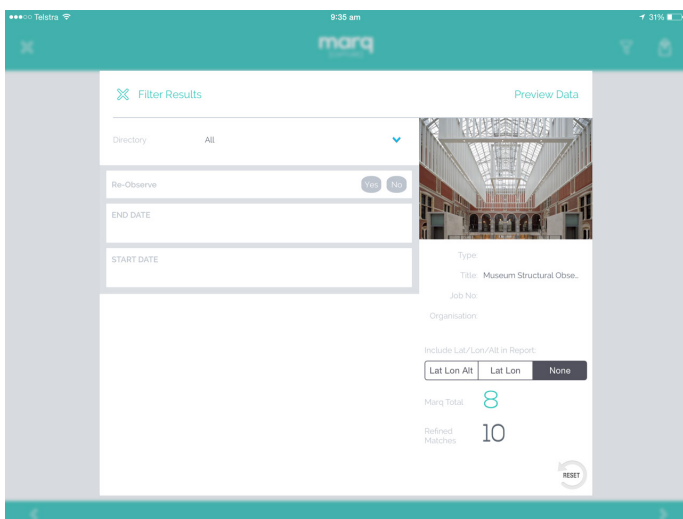 Telstra
9:35 am
31%
marq
Filter Results
Preview Data
Directory
All
Re-Observe
Yes
No
END DATE
START DATE
Type:
Title: Museum Structural Obse...
Job No:
Organisation:
Include Lat/Lon/Alt in Report:
Lat Lon Alt
Lat Lon
None
Marq Total
8
Refined
Matches
10
RESET